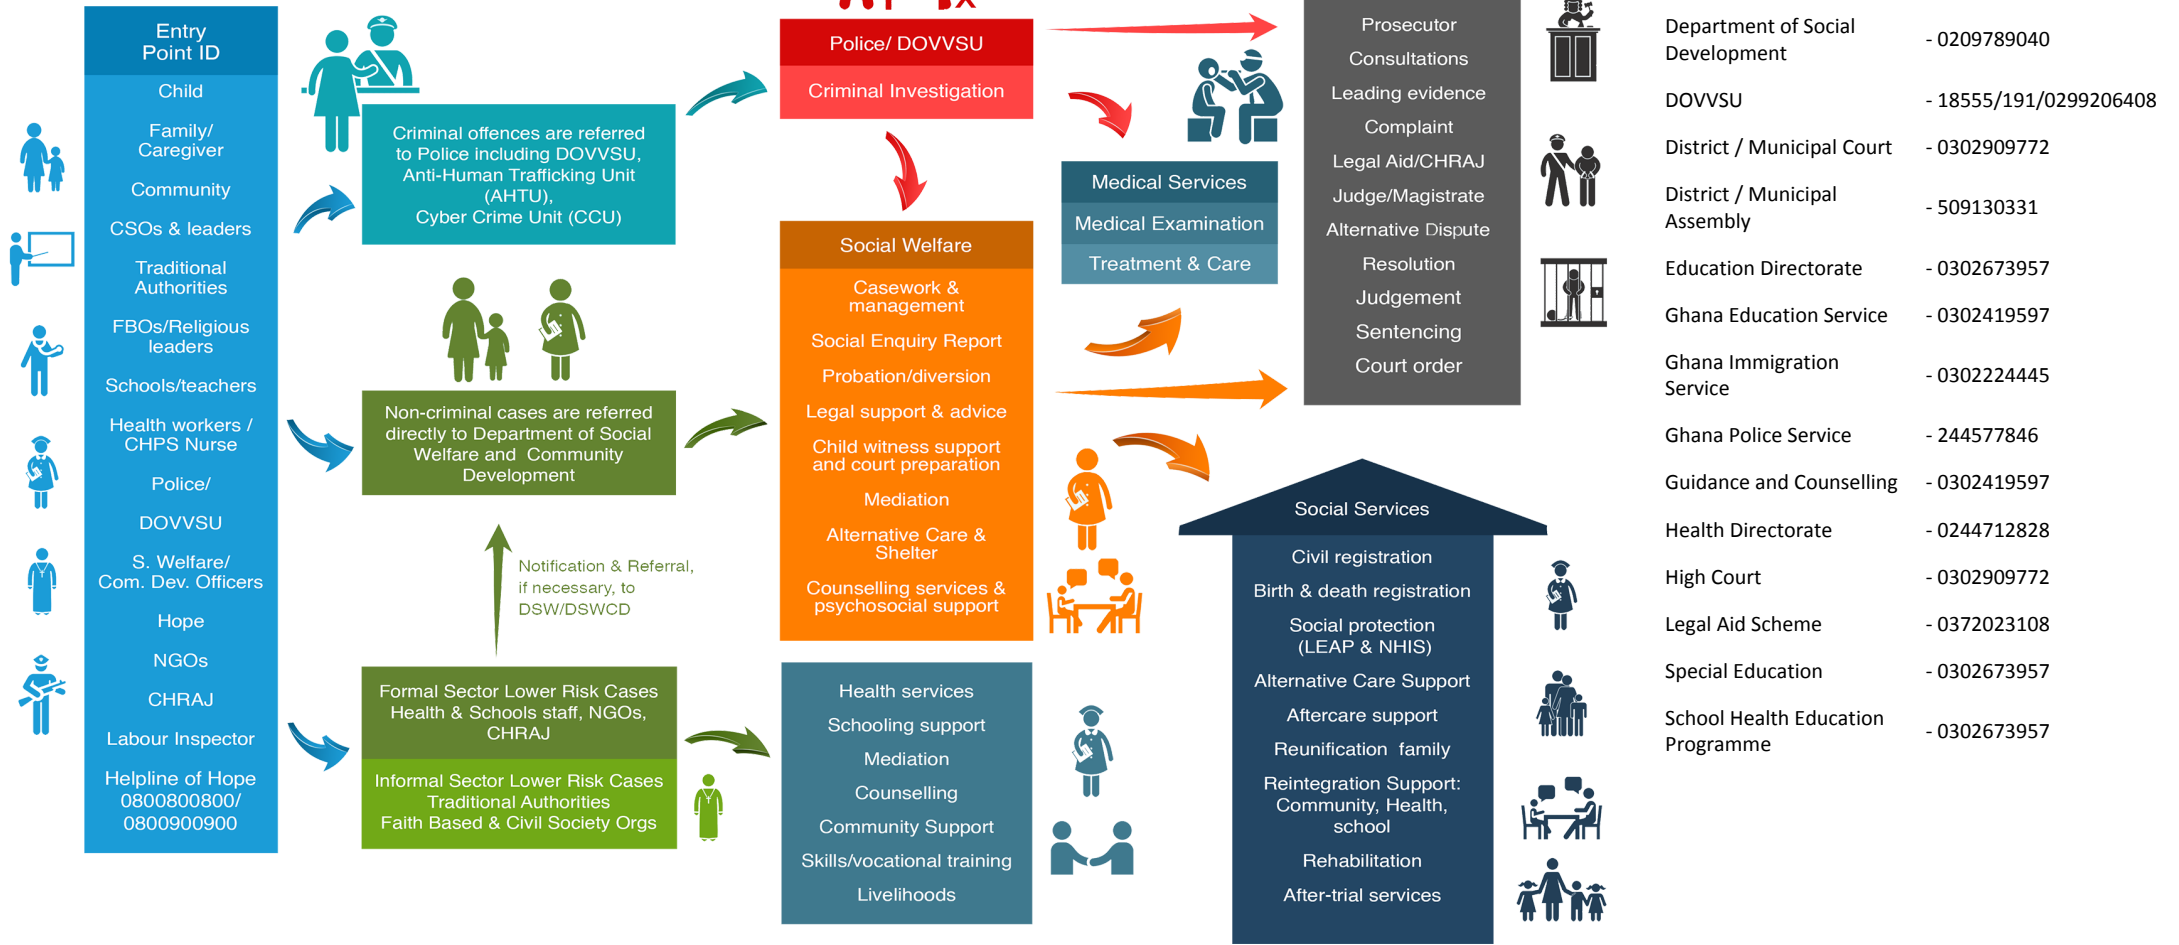 Entry
Point ID
Child
Family/
Caregiver
Community
CSOs & leaders
Traditional
Authorities
FBOs/Religious
leaders
Schools/teachers
Health workers /
CHPS Nurse
Police/
DOVVSU
S. Welfare/
Com. Dev. Officers
Hope
NGOs
CHRAJ
Labour Inspector
Helpline of Hope
0800800800/
0800900900
Criminal offences are referred
to Police including DOVVSU,
Anti-Human Trafficking Unit
(AHTU),
Cyber Crime Unit (CCU)
Non-criminal cases are referred
directly to Department of Social
Welfare and Community
Development
Notification & Referral,
if necessary, to
DSW/DSWCD
Formal Sector Lower Risk Cases
Health & Schools staff, NGOs,
CHRAJ
Informal Sector Lower Risk Cases
Traditional Authorities
Faith Based & Civil Society Orgs
Police/ DOVVSU
Criminal Investigation
Social Welfare
Casework &
management
Social Enquiry Report
Probation/diversion
Legal support & advice
Child witness support
and court preparation
Mediation
Alternative Care &
Shelter
Counselling services &
psychosocial support
Health services
Schooling support
Mediation
Counselling
Community Support
Skills/vocational training
Livelihoods
Medical Services
Medical Examination
Treatment & Care
Prosecutor
Consultations
Leading evidence
Complaint
Legal Aid/CHRAJ
Judge/Magistrate
Alternative Dispute
Resolution
Judgement
Sentencing
Court order
Social Services
Civil registration
Birth & death registration
Social protection
(LEAP & NHIS)
Alternative Care Support
Aftercare support
Reunification family
Reintegration Support:
Community, Health,
school
Rehabilitation
After-trial services
Department of Social
Development - 0209789040
DOVVSU - 18555/191/0299206408
District / Municipal Court - 0302909772
District / Municipal
Assembly - 509130331
Education Directorate - 0302673957
Ghana Education Service - 0302419597
Ghana Immigration
Service - 0302224445
Ghana Police Service - 244577846
Guidance and Counselling - 0302419597
Health Directorate - 0244712828
High Court - 0302909772
Legal Aid Scheme - 0372023108
Special Education - 0302673957
School Health Education
Programme - 0302673957